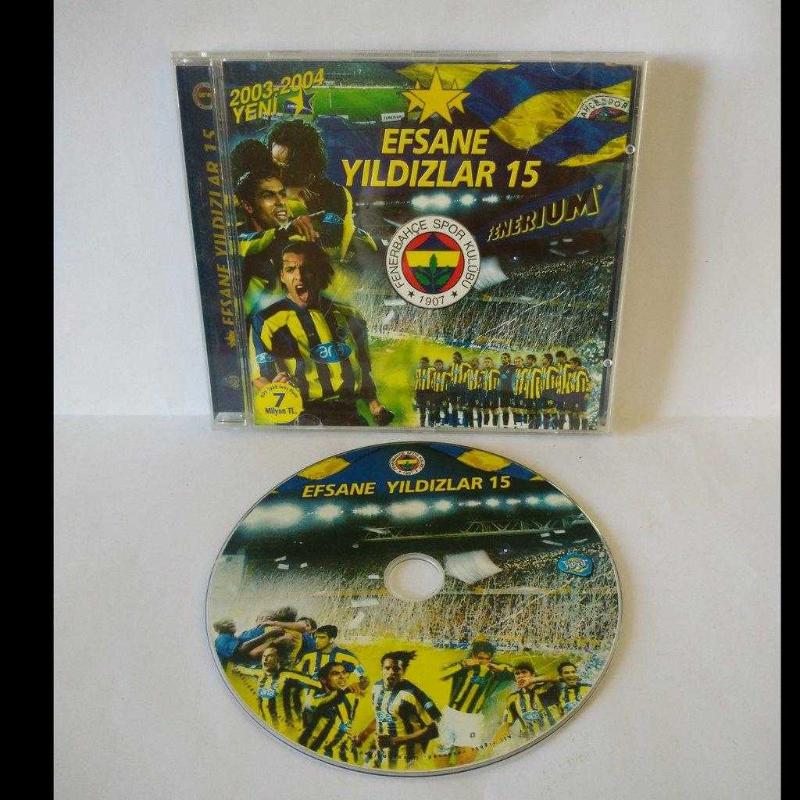 2003-2004
YENİ
EFSANE
YILDIZLAR 15
AHÇESPOR
FENERIUM
FENERBAHÇE SPOR KULÜBÜ
★ 1907 ★
7
Milyon TL.
EFSANE YILDIZLAR 15
EFSANE YILDIZLAR 15